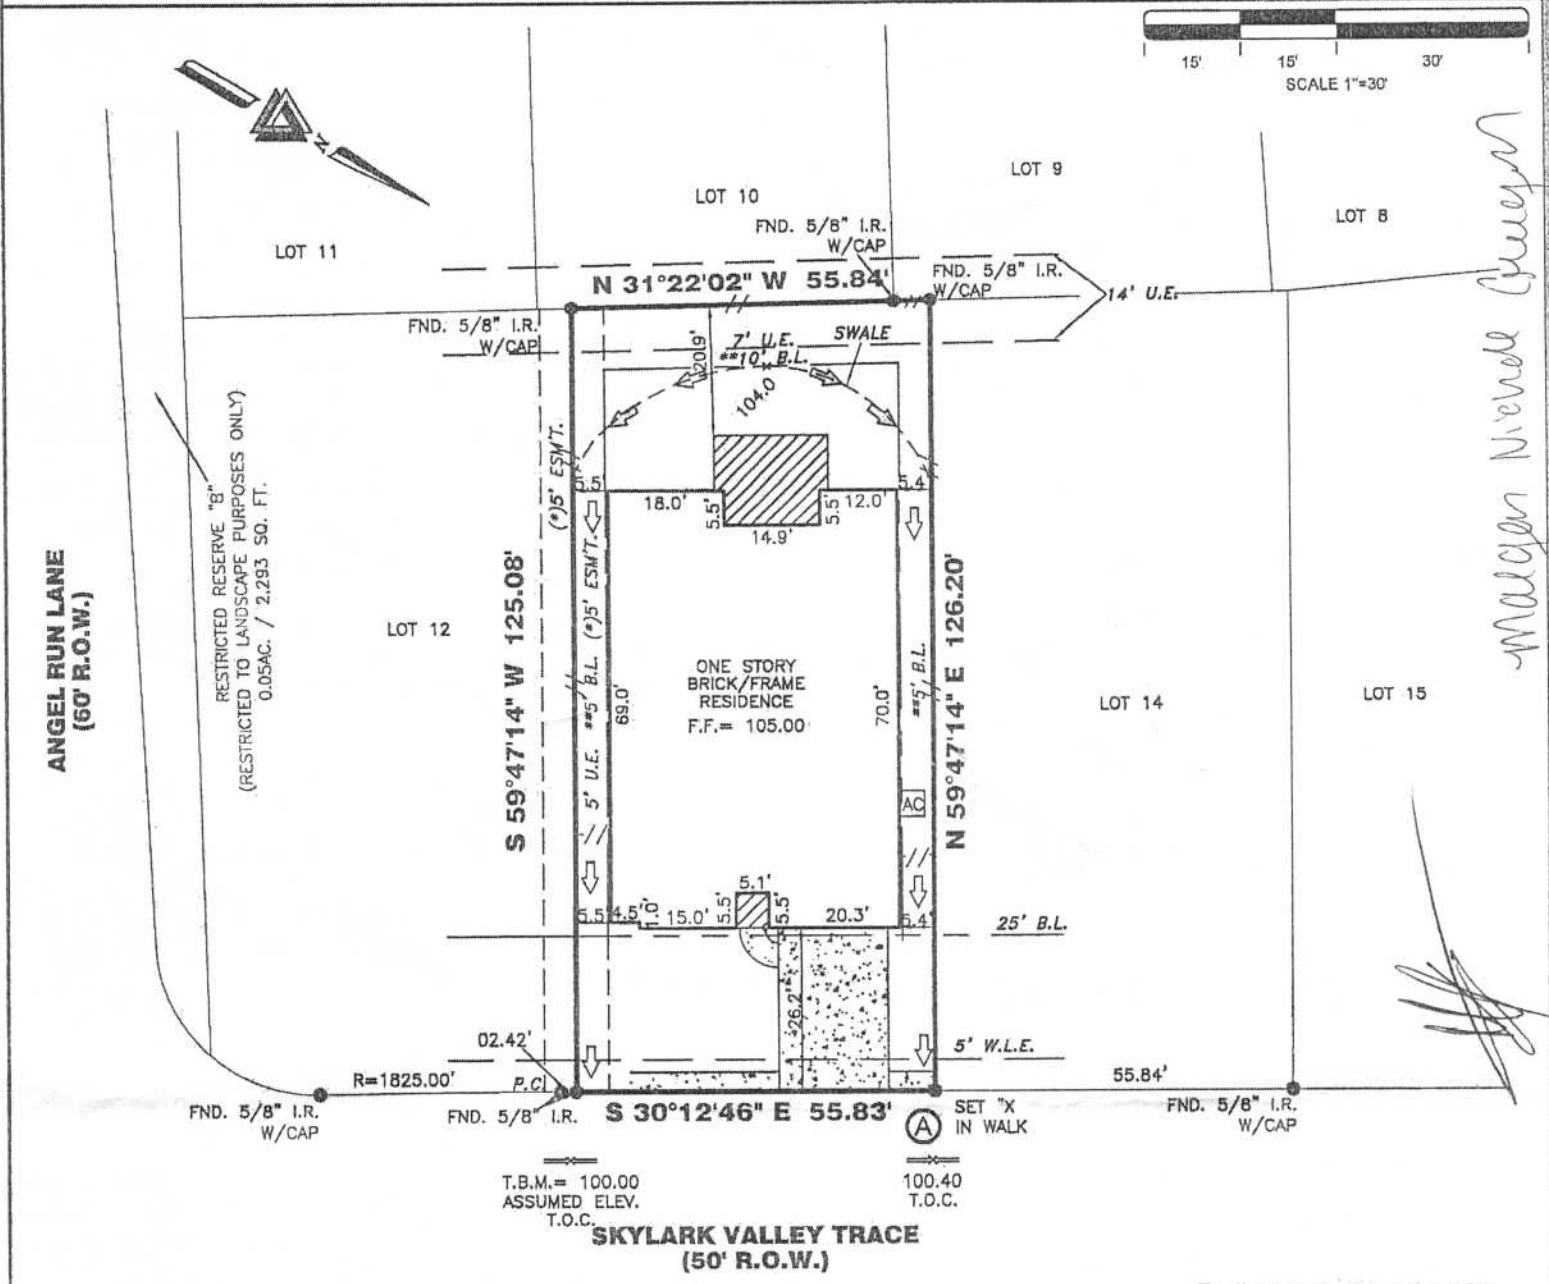 15' 15' 30'
SCALE 1"=30'
N
LOT 9
LOT 10
LOT 8
LOT 11
FND. 5/8" I.R.
W/CAP
N 31°22'02" W 55.84'
FND. 5/8" I.R.
W/CAP
14' U.E.
FND. 5/8" I.R.
W/CAP
7' U.E.
**10' B.L.
SWALE
20.9'
104.0
(*)5' ESM'T.
5.5'
18.0'
5.5'
14.9'
5.5'
12.0'
5.4'
RESTRICTED RESERVE "B"
(RESTRICTED TO LANDSCAPE PURPOSES ONLY)
0.05AC. / 2,293 SQ. FT.
ANGEL RUN LANE
(60' R.O.W.)
LOT 12
S 59°47'14" W 125.08'
5' U.E. **5' B.L. (*)5' ESM'T.
69.0'
ONE STORY
BRICK/FRAME
RESIDENCE
F.F.= 105.00
70.0'
**5' B.L.
AC
N 59°47'14" E 126.20'
LOT 14
LOT 15
5.5'
4.5'
1.0'
15.0'
5.5'
5.1'
5.5'
20.3'
5.4'
25' B.L.
26.2'
5' W.L.E.
02.42'
R=1825.00'
P.C.
55.84'
FND. 5/8" I.R.
W/CAP
FND. 5/8" I.R.
S 30°12'46" E 55.83'
A
SET "X
IN WALK
FND. 5/8" I.R.
W/CAP
T.B.M.= 100.00
ASSUMED ELEV.
T.O.C.
100.40
T.O.C.
SKYLARK VALLEY TRACE
(50' R.O.W.)